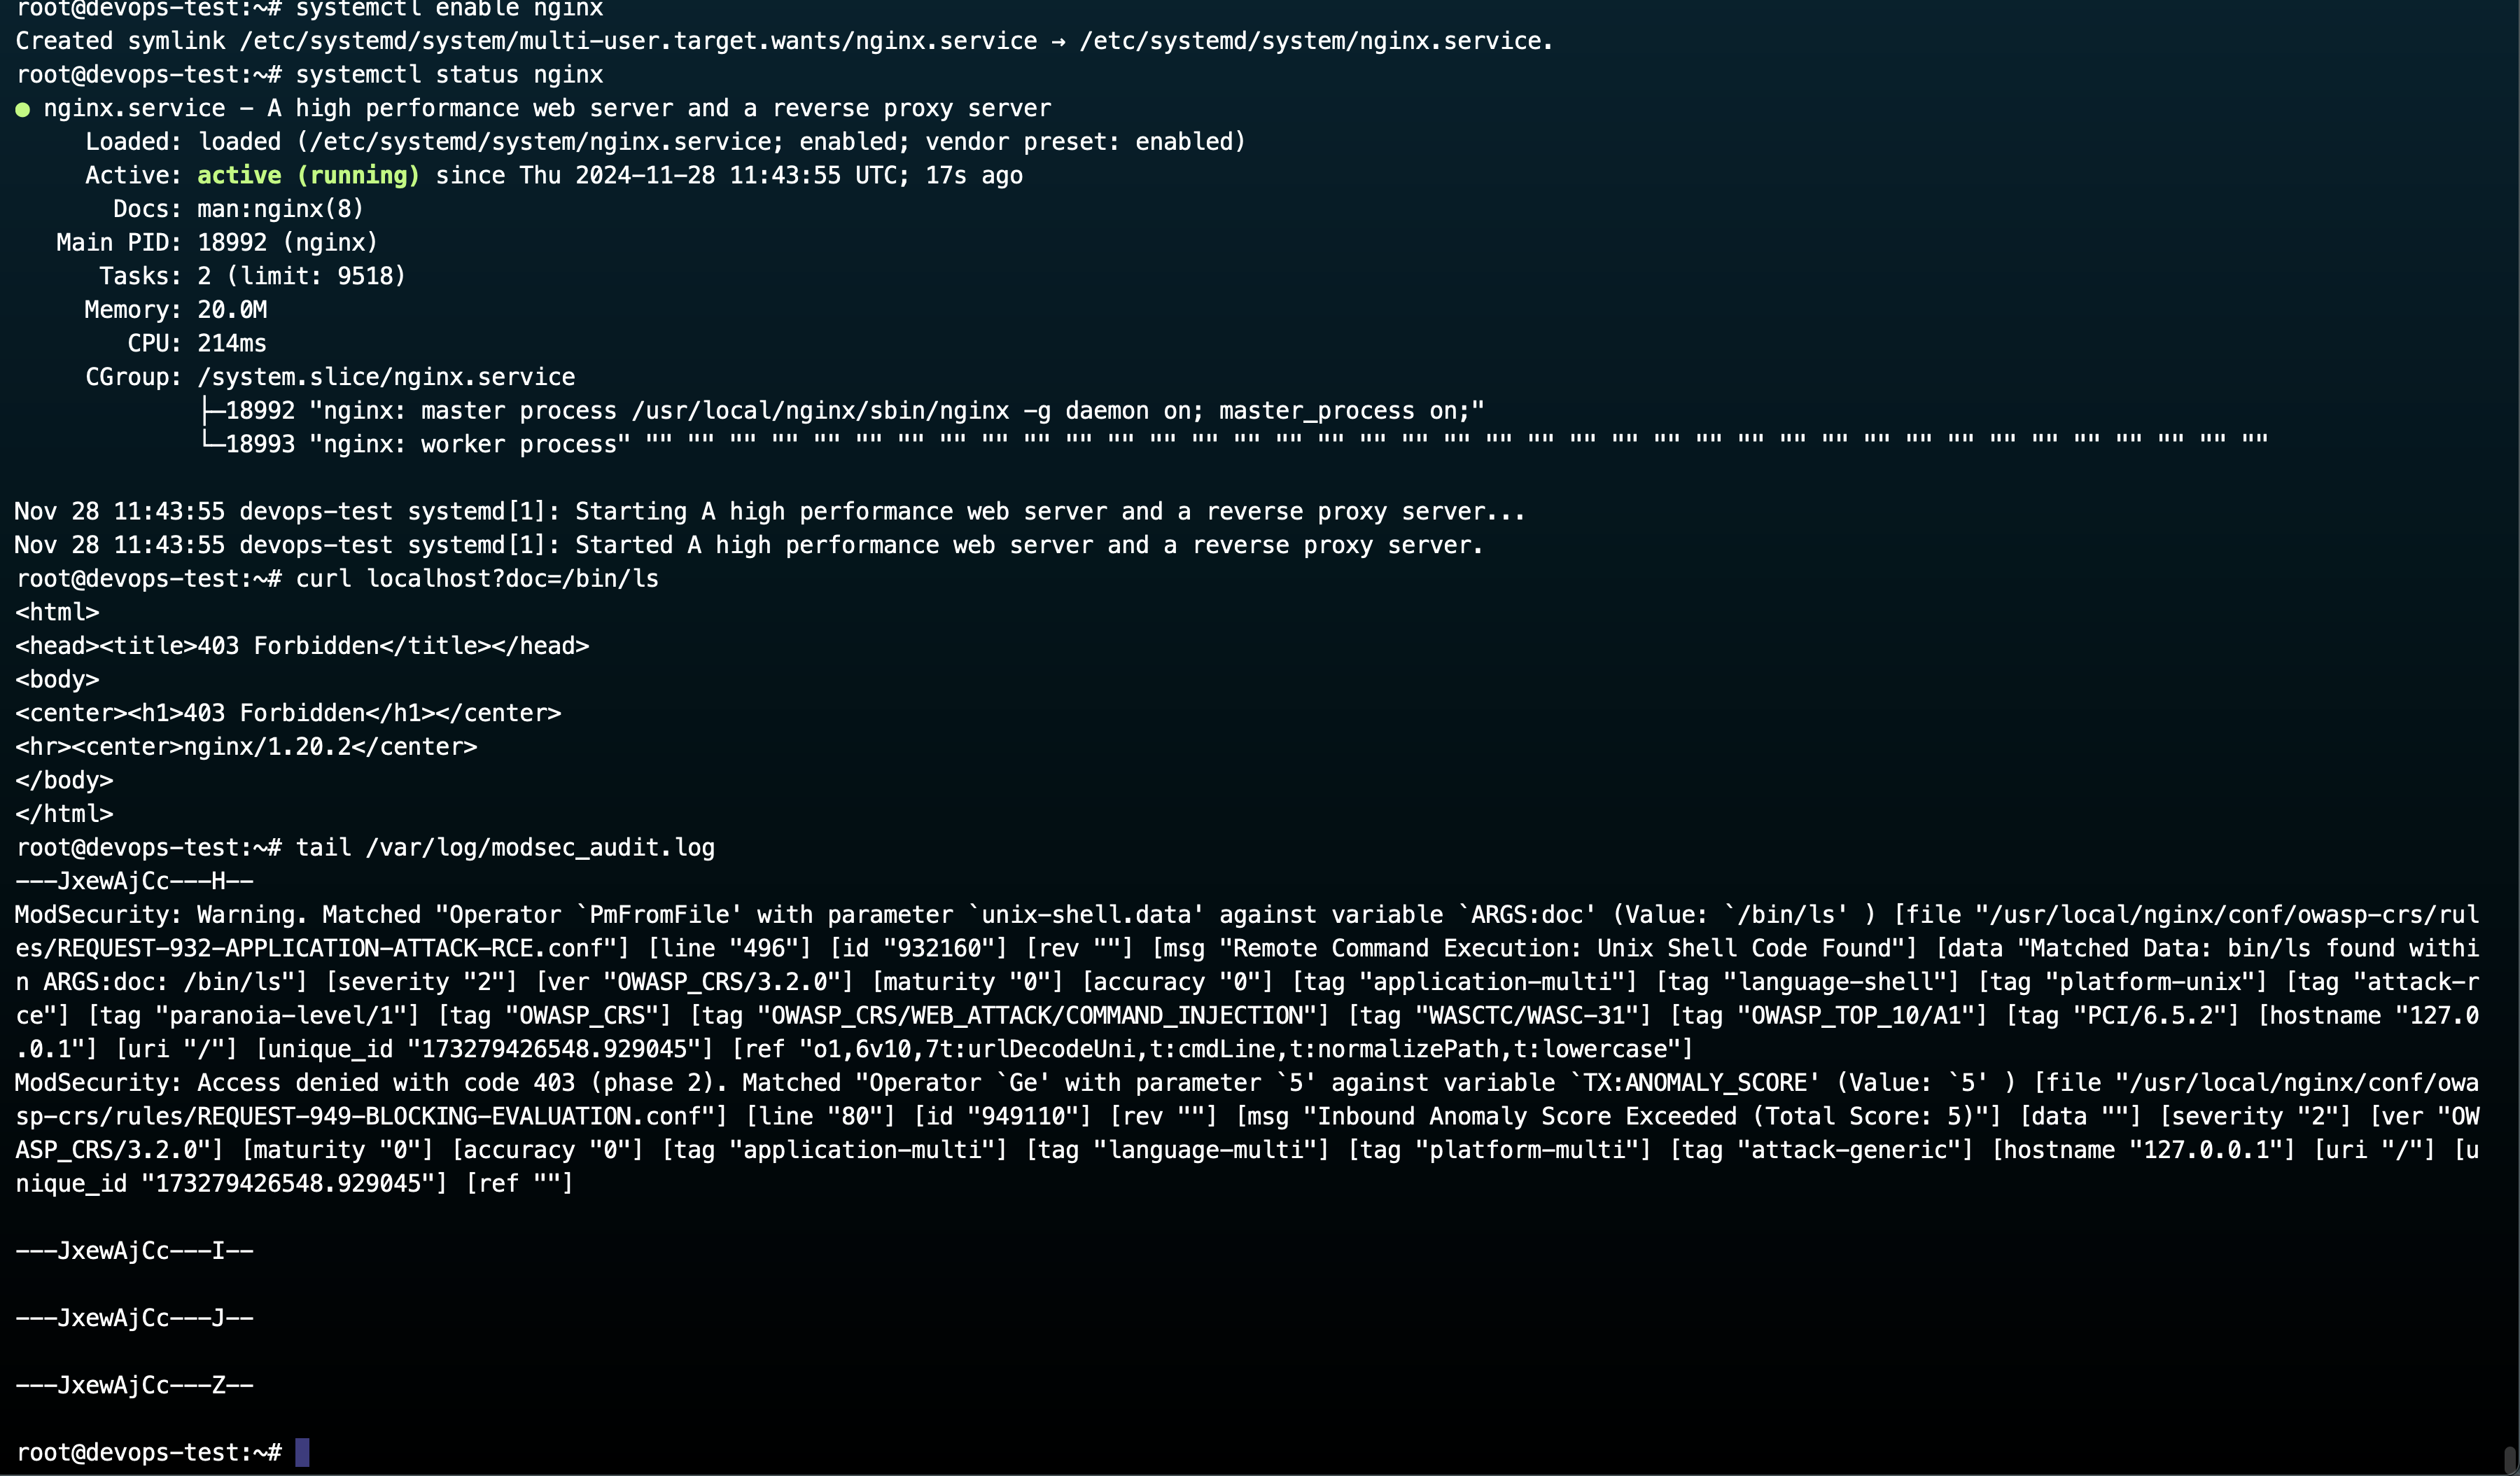 root@devops-test:~# systemctl enable nginx
Created symlink /etc/systemd/system/multi-user.target.wants/nginx.service → /etc/systemd/system/nginx.service.
root@devops-test:~# systemctl status nginx
● nginx.service - A high performance web server and a reverse proxy server
     Loaded: loaded (/etc/systemd/system/nginx.service; enabled; vendor preset: enabled)
     Active: active (running) since Thu 2024-11-28 11:43:55 UTC; 17s ago
       Docs: man:nginx(8)
   Main PID: 18992 (nginx)
      Tasks: 2 (limit: 9518)
     Memory: 20.0M
        CPU: 214ms
     CGroup: /system.slice/nginx.service
             ├─18992 "nginx: master process /usr/local/nginx/sbin/nginx -g daemon on; master_process on;"
             └─18993 "nginx: worker process" "" "" "" "" "" "" "" "" "" "" "" "" "" "" "" "" "" "" "" "" "" "" "" "" "" "" "" "" "" "" "" "" "" "" "" "" "" "" ""

Nov 28 11:43:55 devops-test systemd[1]: Starting A high performance web server and a reverse proxy server...
Nov 28 11:43:55 devops-test systemd[1]: Started A high performance web server and a reverse proxy server.
root@devops-test:~# curl localhost?doc=/bin/ls
<html>
<head><title>403 Forbidden</title></head>
<body>
<center><h1>403 Forbidden</h1></center>
<hr><center>nginx/1.20.2</center>
</body>
</html>
root@devops-test:~# tail /var/log/modsec_audit.log
---JxewAjCc---H--
ModSecurity: Warning. Matched "Operator `PmFromFile' with parameter `unix-shell.data' against variable `ARGS:doc' (Value: `/bin/ls' ) [file "/usr/local/nginx/conf/owasp-crs/rul
es/REQUEST-932-APPLICATION-ATTACK-RCE.conf"] [line "496"] [id "932160"] [rev ""] [msg "Remote Command Execution: Unix Shell Code Found"] [data "Matched Data: bin/ls found withi
n ARGS:doc: /bin/ls"] [severity "2"] [ver "OWASP_CRS/3.2.0"] [maturity "0"] [accuracy "0"] [tag "application-multi"] [tag "language-shell"] [tag "platform-unix"] [tag "attack-r
ce"] [tag "paranoia-level/1"] [tag "OWASP_CRS"] [tag "OWASP_CRS/WEB_ATTACK/COMMAND_INJECTION"] [tag "WASCTC/WASC-31"] [tag "OWASP_TOP_10/A1"] [tag "PCI/6.5.2"] [hostname "127.0
.0.1"] [uri "/"] [unique_id "173279426548.929045"] [ref "o1,6v10,7t:urlDecodeUni,t:cmdLine,t:normalizePath,t:lowercase"]
ModSecurity: Access denied with code 403 (phase 2). Matched "Operator `Ge' with parameter `5' against variable `TX:ANOMALY_SCORE' (Value: `5' ) [file "/usr/local/nginx/conf/owa
sp-crs/rules/REQUEST-949-BLOCKING-EVALUATION.conf"] [line "80"] [id "949110"] [rev ""] [msg "Inbound Anomaly Score Exceeded (Total Score: 5)"] [data ""] [severity "2"] [ver "OW
ASP_CRS/3.2.0"] [maturity "0"] [accuracy "0"] [tag "application-multi"] [tag "language-multi"] [tag "platform-multi"] [tag "attack-generic"] [hostname "127.0.0.1"] [uri "/"] [u
nique_id "173279426548.929045"] [ref ""]

---JxewAjCc---I--

---JxewAjCc---J--

---JxewAjCc---Z--

root@devops-test:~#